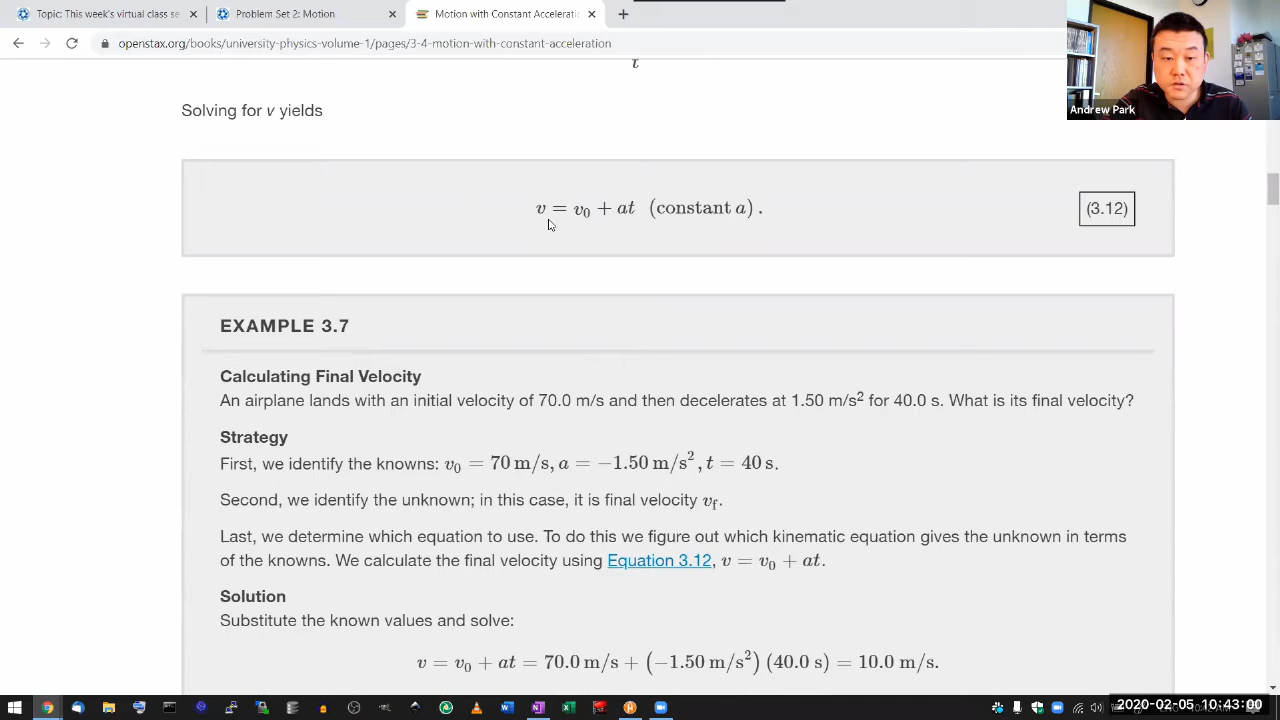 Topic: This week's virtual class se
Problem Set 2: Motion
Motion with Constant Acceleratio
openstax.org/books/university-physics-volume-1/pages/3-4-motion-with-constant-acceleration
t
Andrew Park
Solving for v yields
v = v₀ + at (constant a) .
(3.12)
EXAMPLE 3.7
Calculating Final Velocity
An airplane lands with an initial velocity of 70.0 m/s and then decelerates at 1.50 m/s² for 40.0 s. What is its final velocity?
Strategy
First, we identify the knowns: v₀ = 70 m/s, a = −1.50 m/s², t = 40 s.
Second, we identify the unknown; in this case, it is final velocity v_f.
Last, we determine which equation to use. To do this we figure out which kinematic equation gives the unknown in terms
of the knowns. We calculate the final velocity using Equation 3.12, v = v₀ + at.
Solution
Substitute the known values and solve:
v = v₀ + at = 70.0 m/s + (−1.50 m/s²) (40.0 s) = 10.0 m/s.
2020-02-05 10:43:00